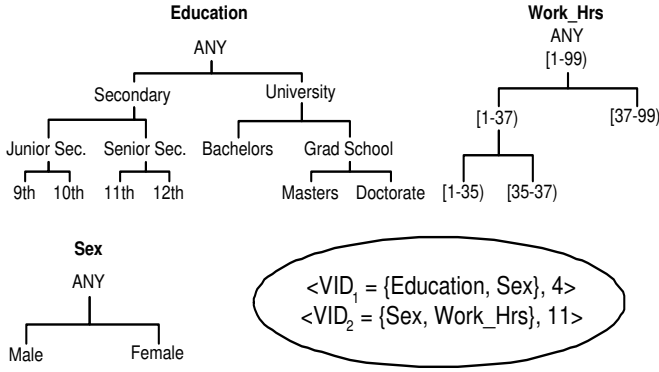 Education
ANY
Secondary University
Junior Sec. Senior Sec. Bachelors Grad School
9th 10th 11th 12th Masters Doctorate
Work_Hrs
ANY
[1-99)
[1-37) [37-99)
[1-35) [35-37)
Sex
ANY
Male Female
<VID1 = {Education, Sex}, 4>
<VID2 = {Sex, Work_Hrs}, 11>